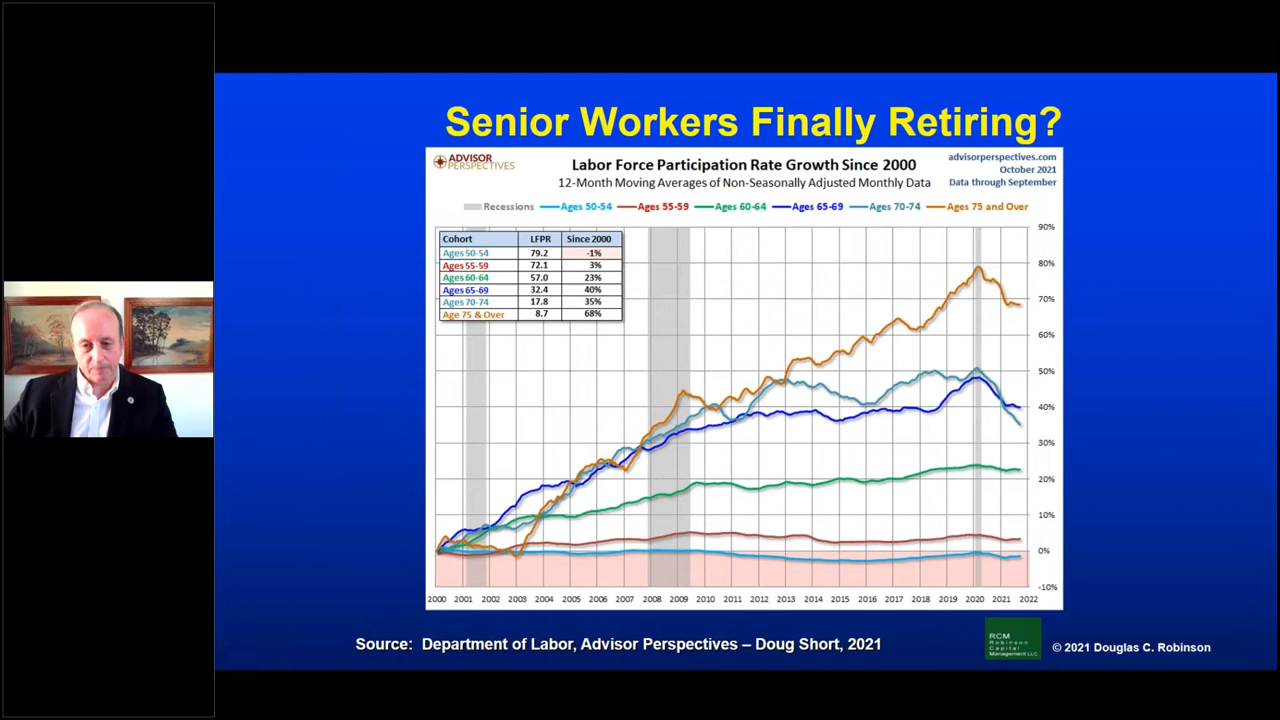 Senior Workers Finally Retiring?
ADVISOR
PERSPECTIVES
Labor Force Participation Rate Growth Since 2000
12-Month Moving Averages of Non-Seasonally Adjusted Monthly Data
advisorperspectives.com
October 2021
Data through September
Recessions Ages 50-54 Ages 55-59 Ages 60-64 Ages 65-69 Ages 70-74 Ages 75 and Over
Cohort LFPR Since 2000
Ages 50-54 79.2 -1%
Ages 55-59 72.1 3%
Ages 60-64 57.0 23%
Ages 65-69 32.4 40%
Ages 70-74 17.8 35%
Age 75 & Over 8.7 68%
90%
80%
70%
60%
50%
40%
30%
20%
10%
0%
-10%
2000 2001 2002 2003 2004 2005 2006 2007 2008 2009 2010 2011 2012 2013 2014 2015 2016 2017 2018 2019 2020 2021 2022
Source: Department of Labor, Advisor Perspectives – Doug Short, 2021
RCM
Robinson
Capital
Management LLC
© 2021 Douglas C. Robinson